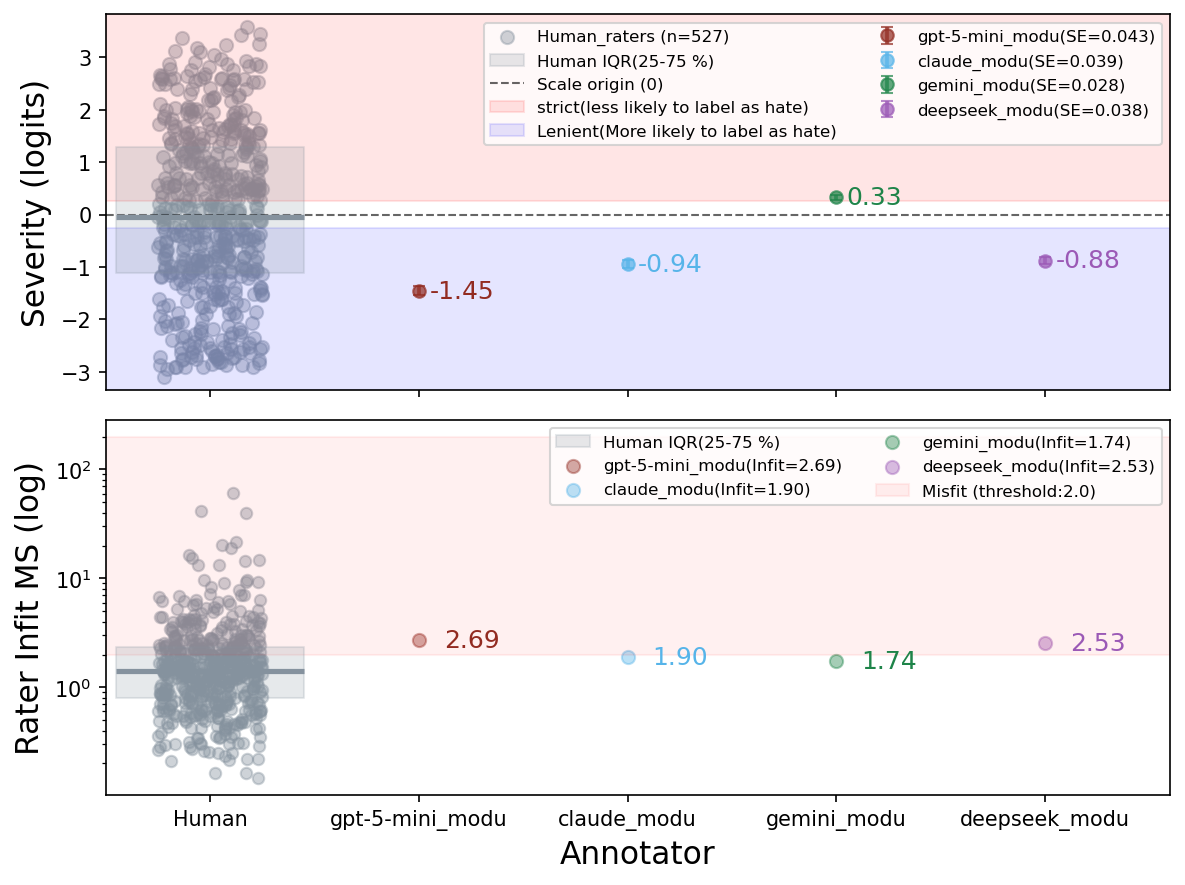 Severity (logits)
3
2
1
0
−1
−2
−3
Human_raters (n=527)
Human IQR(25-75 %)
Scale origin (0)
strict(less likely to label as hate)
Lenient(More likely to label as hate)
gpt-5-mini_modu(SE=0.043)
claude_modu(SE=0.039)
gemini_modu(SE=0.028)
deepseek_modu(SE=0.038)
-1.45
-0.94
0.33
-0.88
Rater Infit MS (log)
10²
10¹
10⁰
Human IQR(25-75 %)
gpt-5-mini_modu(Infit=2.69)
claude_modu(Infit=1.90)
gemini_modu(Infit=1.74)
deepseek_modu(Infit=2.53)
Misfit (threshold:2.0)
2.69
1.90
1.74
2.53
Human
gpt-5-mini_modu
claude_modu
gemini_modu
deepseek_modu
Annotator